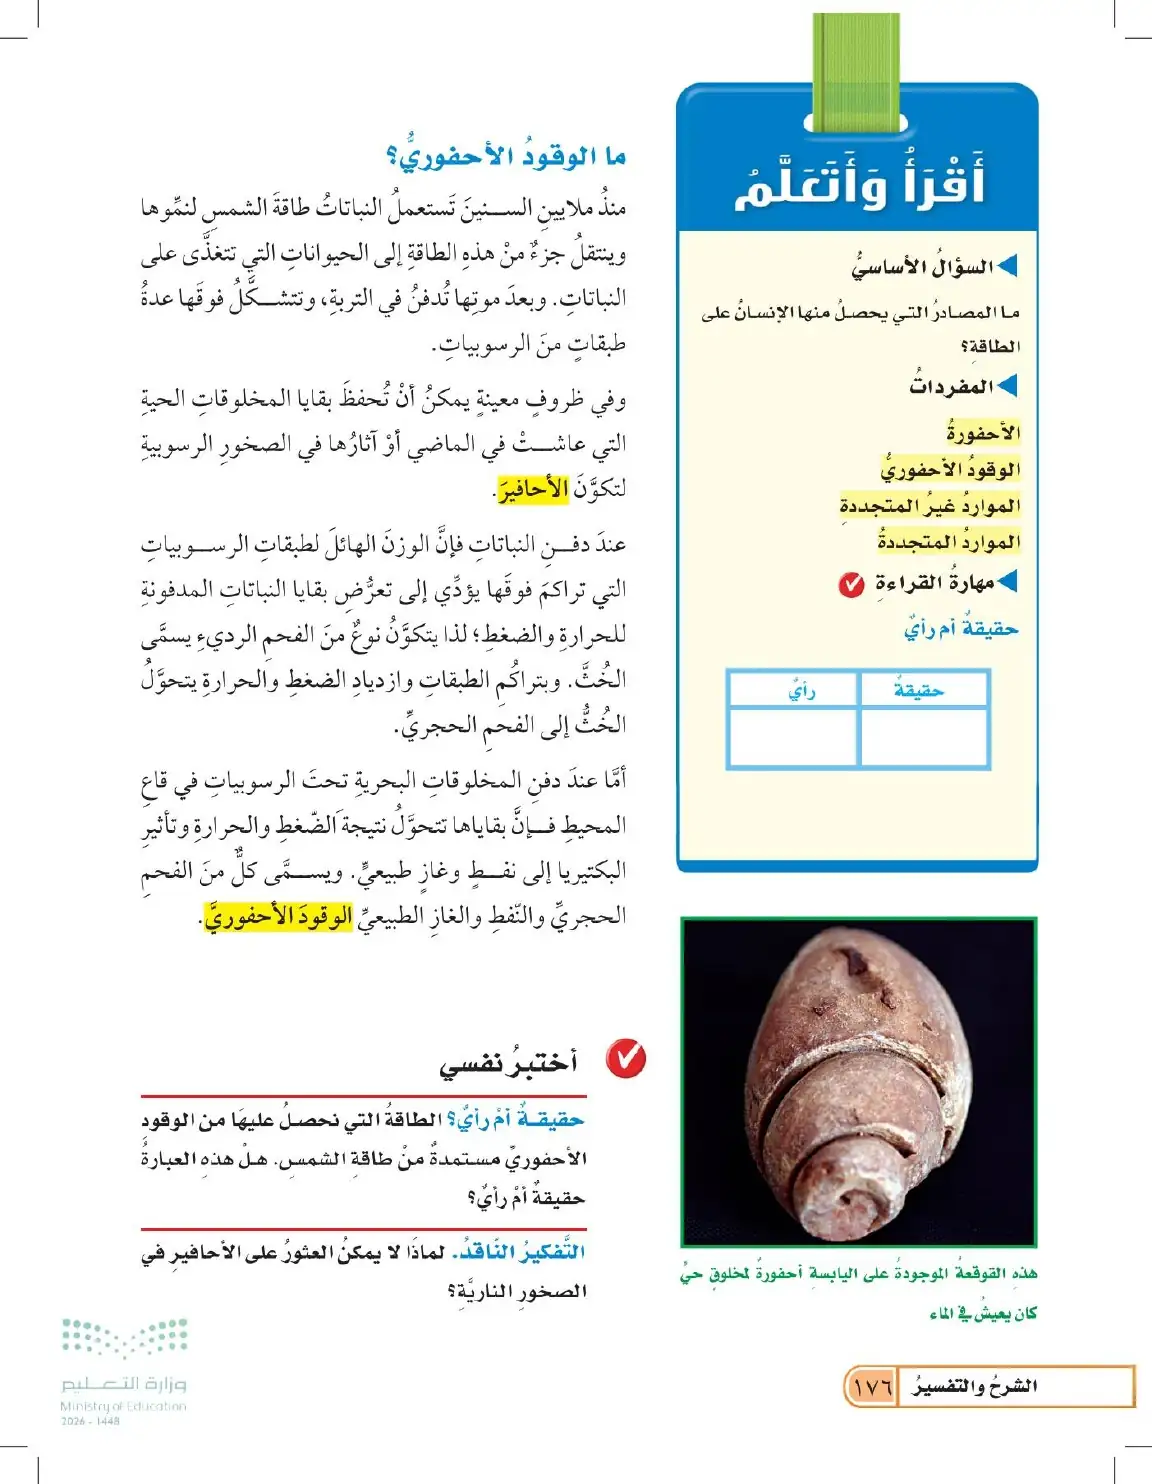 أَقْرَأُ وَأَتَعَلَّمُ
السؤالُ الأساسيُّ
ما المصادرُ التي يحصلُ منها الإنسانُ على
الطاقةِ؟
المفرداتُ
الأحفورةُ
الوقودُ الأحفوريُّ
المواردُ غيرُ المتجددةِ
المواردُ المتجددةُ
مهارةُ القراءةِ
حقيقةٌ أم رأيٌ
حقيقةٌ رأيٌ
هذهِ القوقعةُ الموجودةُ على اليابسةِ أحفورةٌ لمخلوقٍ حيٍّ
كان يعيشُ في الماء
ما الوقودُ الأحفوريُّ؟
منذُ ملايينِ السنينَ تَستعملُ النباتاتُ طاقةَ الشمسِ لنمِّوها
وينتقلُ جزءٌ منْ هذهِ الطاقةِ إلى الحيواناتِ التي تتغذَّى على
النباتاتِ. وبعدَ موتِها تُدفنُ في التربةِ، وتتشكَّلُ فوقَها عدةُ
طبقاتٍ منَ الرسوبياتِ.
وفي ظروفٍ معينةٍ يمكنُ أنْ تُحفظَ بقايا المخلوقاتِ الحيةِ
التي عاشتْ في الماضي أوْ آثارُها في الصخورِ الرسوبيةِ
لتكوَّنَ الأحافيرَ.
عندَ دفنِ النباتاتِ فإنَّ الوزنَ الهائلَ لطبقاتِ الرسوبياتِ
التي تراكمَ فوقَها يؤدِّي إلى تعرُّضِ بقايا النباتاتِ المدفونةِ
للحرارةِ والضغطِ؛ لذا يتكوَّنُ نوعٌ منَ الفحمِ الرديءِ يسمَّى
الخُثَّ. وبتراكُمِ الطبقاتِ وازديادِ الضغطِ والحرارةِ يتحوَّلُ
الخُثُّ إلى الفحمِ الحجريِّ.
أمَّا عندَ دفنِ المخلوقاتِ البحريةِ تحتَ الرسوبياتِ في قاعِ
المحيطِ فإنَّ بقاياها تتحوَّلُ نتيجةَ الضّغطِ والحرارةِ وتأثيرِ
البكتيريا إلى نفطٍ وغازٍ طبيعيٍّ. ويسمَّى كلٌّ منَ الفحمِ
الحجريِّ والنّفطِ والغازِ الطبيعيِّ الوقودَ الأحفوريَّ.
أختبرُ نفسي
حقيقةٌ أمْ رأيٌ؟ الطاقةُ التي نحصلُ عليهَا من الوقودِ
الأحفوريِّ مستمدةٌ منْ طاقةِ الشمسِ. هلْ هذهِ العبارةُ
حقيقةٌ أمْ رأيٌ؟
التَّفكيرُ النّاقدُ. لماذَا لا يمكنُ العثورُ على الأحافيرِ في
الصخورِ الناريَّةِ؟
وزارة التعليم
Ministry of Education
2026 - 1448
١٧٦ الشرحُ والتفسيرُ